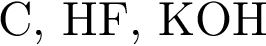 C, HF, KOH